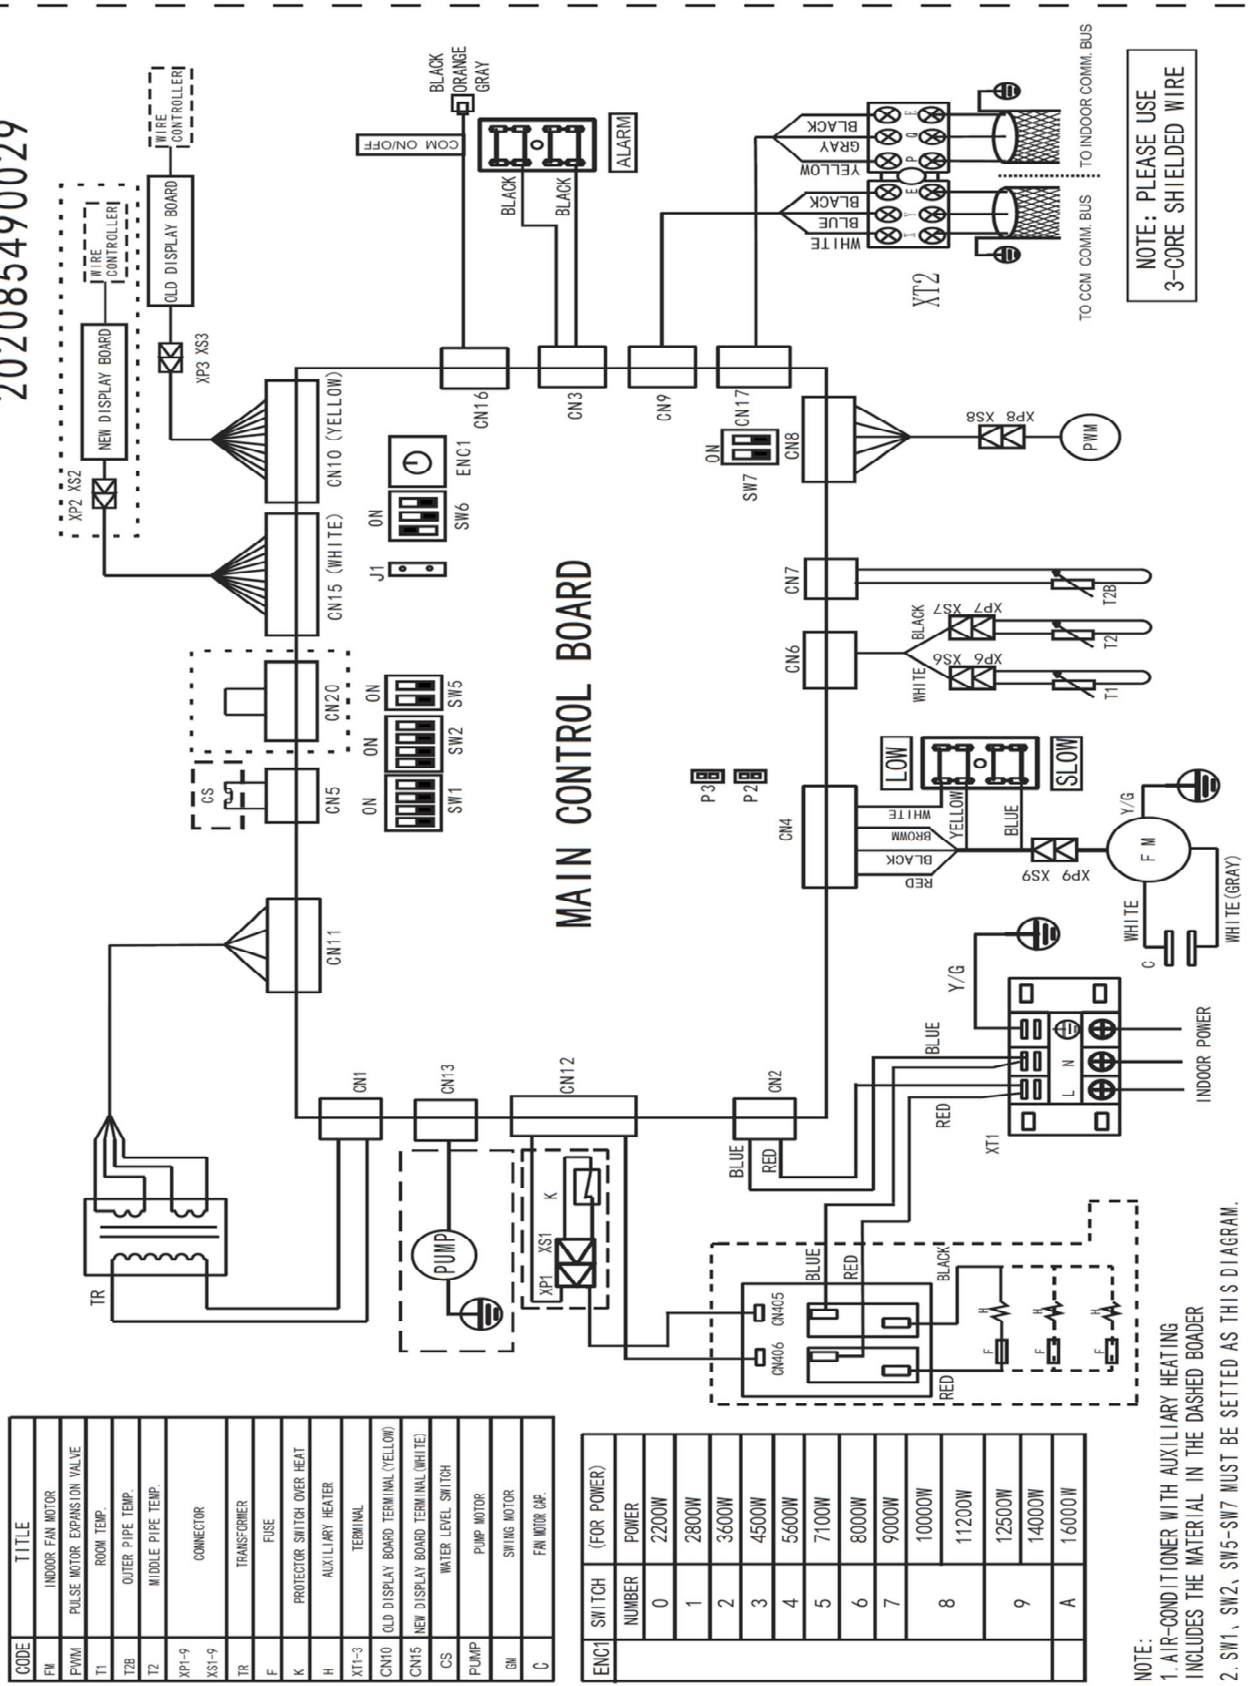 202085490029
WIRE
CONTROLLER
OLD DISPLAY BOARD
XP3 XS3
WIRE
CONTROLLER
NEW DISPLAY BOARD
XP2 XS2
CN10 (YELLOW)
CN15 (WHITE)
CN20
CS
CN5
CN11
TR
CN1
CN13
PUMP
CN12
K
XP1 XS1
CN2
BLUE
RED
CN405
CN406
BLUE
RED
BLACK
RED
F
H
F
H
F
H
COM ON/OFF
BLACK
ORANGE
GRAY
CN16
ALARM
BLACK
BLACK
CN3
CN9
CN17
BLACK
GRAY
YELLOW
BLACK
BLUE
WHITE
P Q E
X Y E
XT2
TO INDOOR COMM. BUS
TO CCM COMM. BUS
NOTE: PLEASE USE
3-CORE SHIELDED WIRE
ENC1
ON
SW6
J1
ON
SW5
ON
SW2
ON
SW1
MAIN CONTROL BOARD
ON
SW7
CN8
XS8
XP8
PWM
CN7
T2B
CN6
WHITE
BLACK
XS7
XP7
XS6
XP6
T2
T1
P3
P2
CN4
WHITE
BROWM
BLACK
RED
LOW
SLOW
YELLOW
BLUE
XS9
XP9
F M
Y/G
WHITE
C
WHITE(GRAY)
Y/G
BLUE
RED
XT1
L N
INDOOR POWER
CODE TITLE
FM INDOOR FAN MOTOR
PWM PULSE MOTOR EXPANSION VALVE
T1 ROOM TEMP.
T2B OUTER PIPE TEMP.
T2 MIDDLE PIPE TEMP.
XP1-9
XS1-9
CONNECTOR
TR TRANSFORMER
F FUSE
K PROTECTOR SWITCH OVER HEAT
H AUXILIARY HEATER
XT1-3 TERMINAL
CN10 OLD DISPLAY BOARD TERMINAL(YELLOW)
CN15 NEW DISPLAY BOARD TERMINAL(WHITE)
CS WATER LEVEL SWITCH
PUMP PUMP MOTOR
GM SWING MOTOR
C FAN MOTOR CAP.
ENC1 SWITCH (FOR POWER)
NUMBER POWER
0 2200W
1 2800W
2 3600W
3 4500W
4 5600W
5 7100W
6 8000W
7 9000W
8 10000W
11200W
9 12500W
14000W
A 16000W
NOTE:
1. AIR-CONDITIONER WITH AUXILIARY HEATING
INCLUDES THE MATERIAL IN THE DASHED BOADER
2. SW1、SW2、SW5-SW7 MUST BE SETTED AS THIS DIAGRAM.